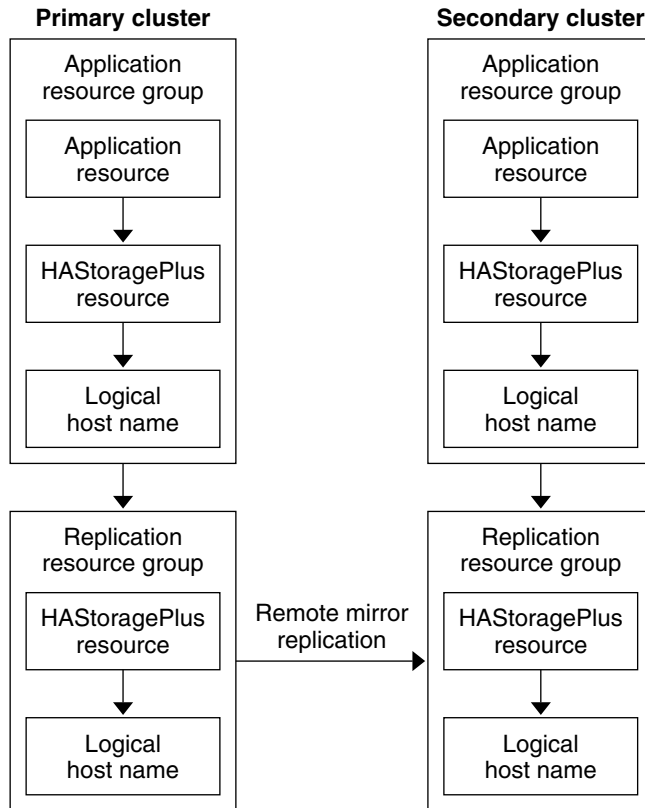 Primary cluster
Application
resource group
Application
resource
HAStoragePlus
resource
Logical
host name
Replication
resource group
HAStoragePlus
resource
Logical
host name
Remote mirror
replication
Secondary cluster
Application
resource group
Application
resource
HAStoragePlus
resource
Logical
host name
Replication
resource group
HAStoragePlus
resource
Logical
host name